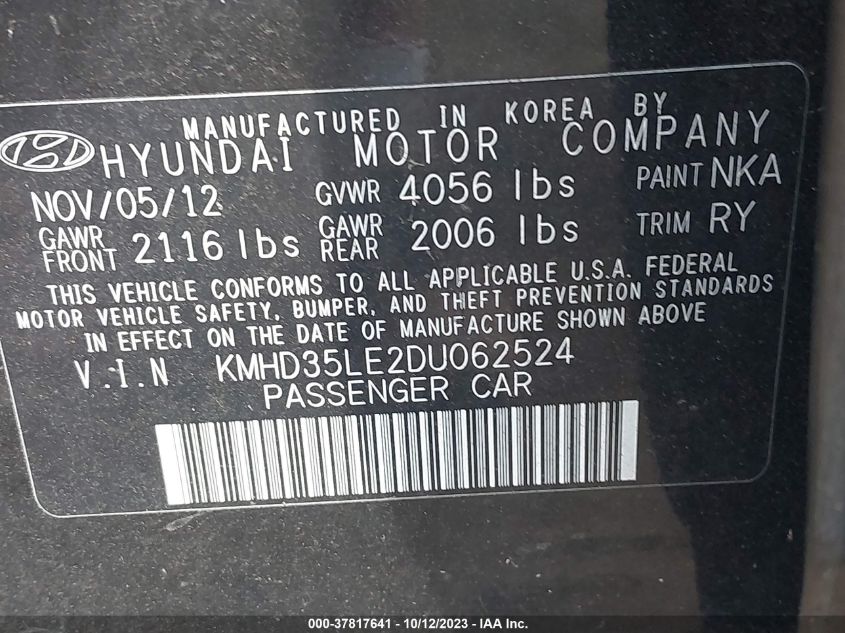 MANUFACTURED IN KOREA BY
HYUNDAI MOTOR COMPANY
NOV/05/12 GVWR 4056 lbs PAINT NKA
GAWR FRONT 2116 lbs GAWR REAR 2006 lbs TRIM RY
THIS VEHICLE CONFORMS TO ALL APPLICABLE U.S.A. FEDERAL
MOTOR VEHICLE SAFETY, BUMPER, AND THEFT PREVENTION STANDARDS
IN EFFECT ON THE DATE OF MANUFACTURE SHOWN ABOVE
V.I.N KMHD35LE2DU062524
PASSENGER CAR
000-37817641 - 10/12/2023 - IAA Inc.